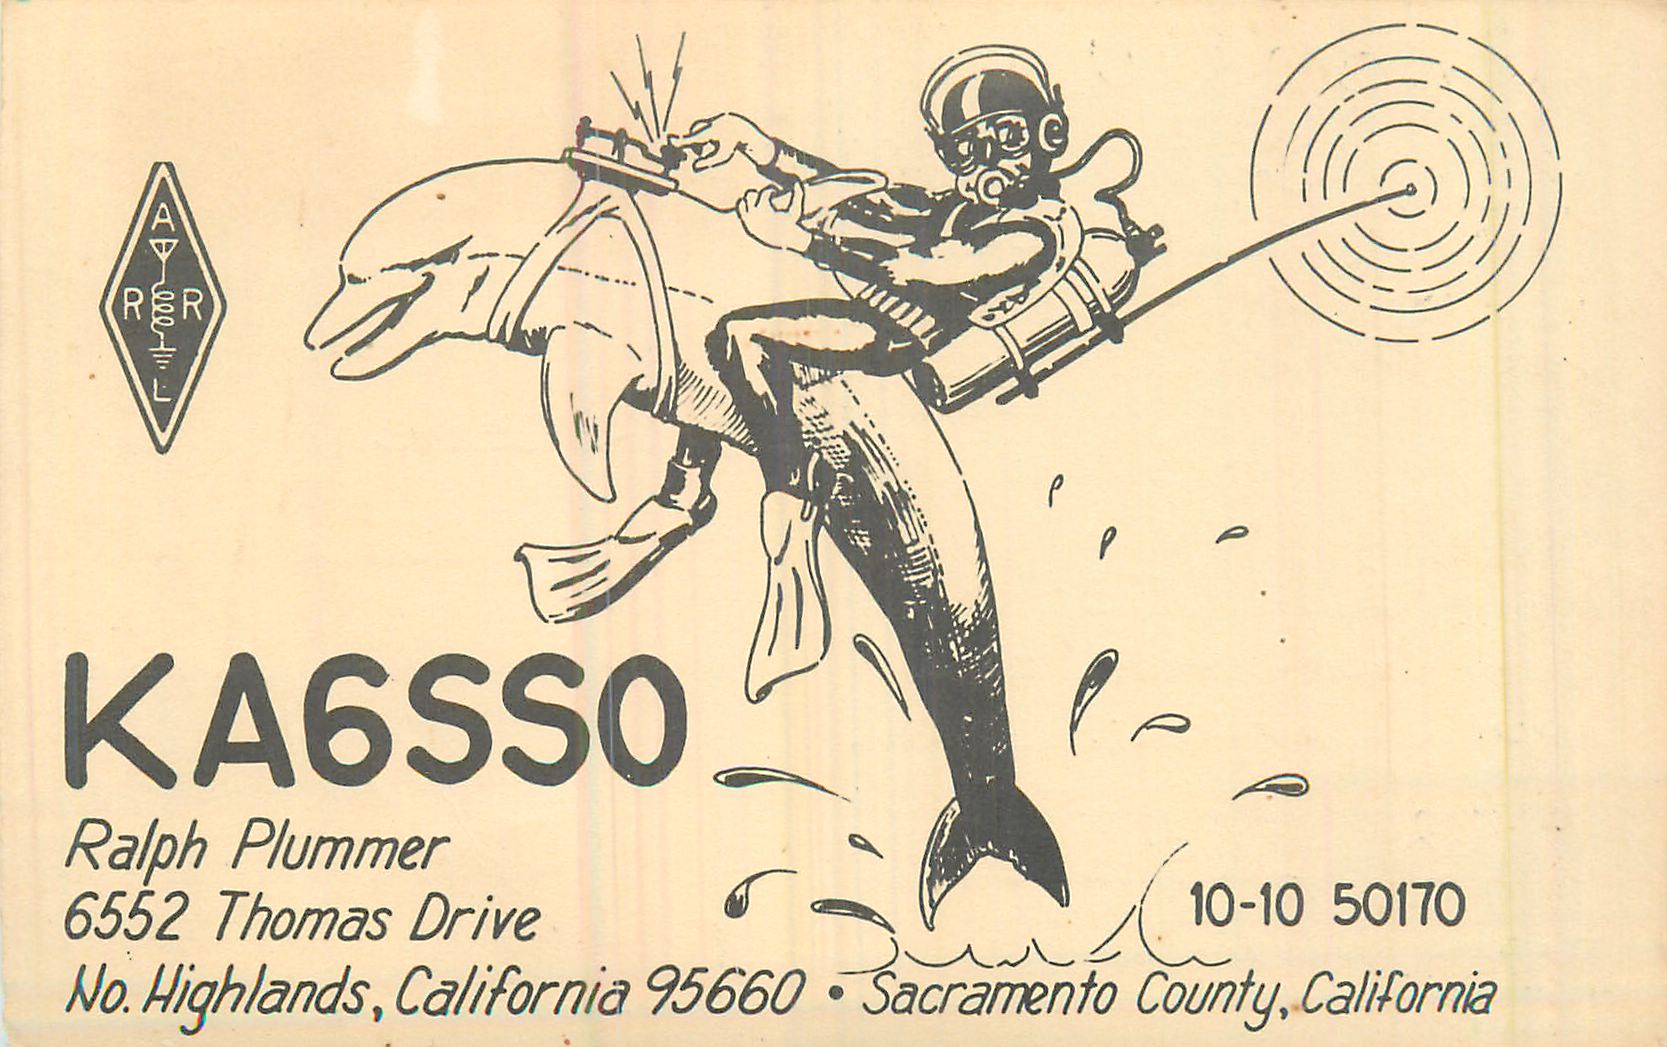 A
R R
L
KA6SSO
Ralph Plummer
6552 Thomas Drive
No. Highlands, California 95660 • Sacramento County, California
10-10 50170